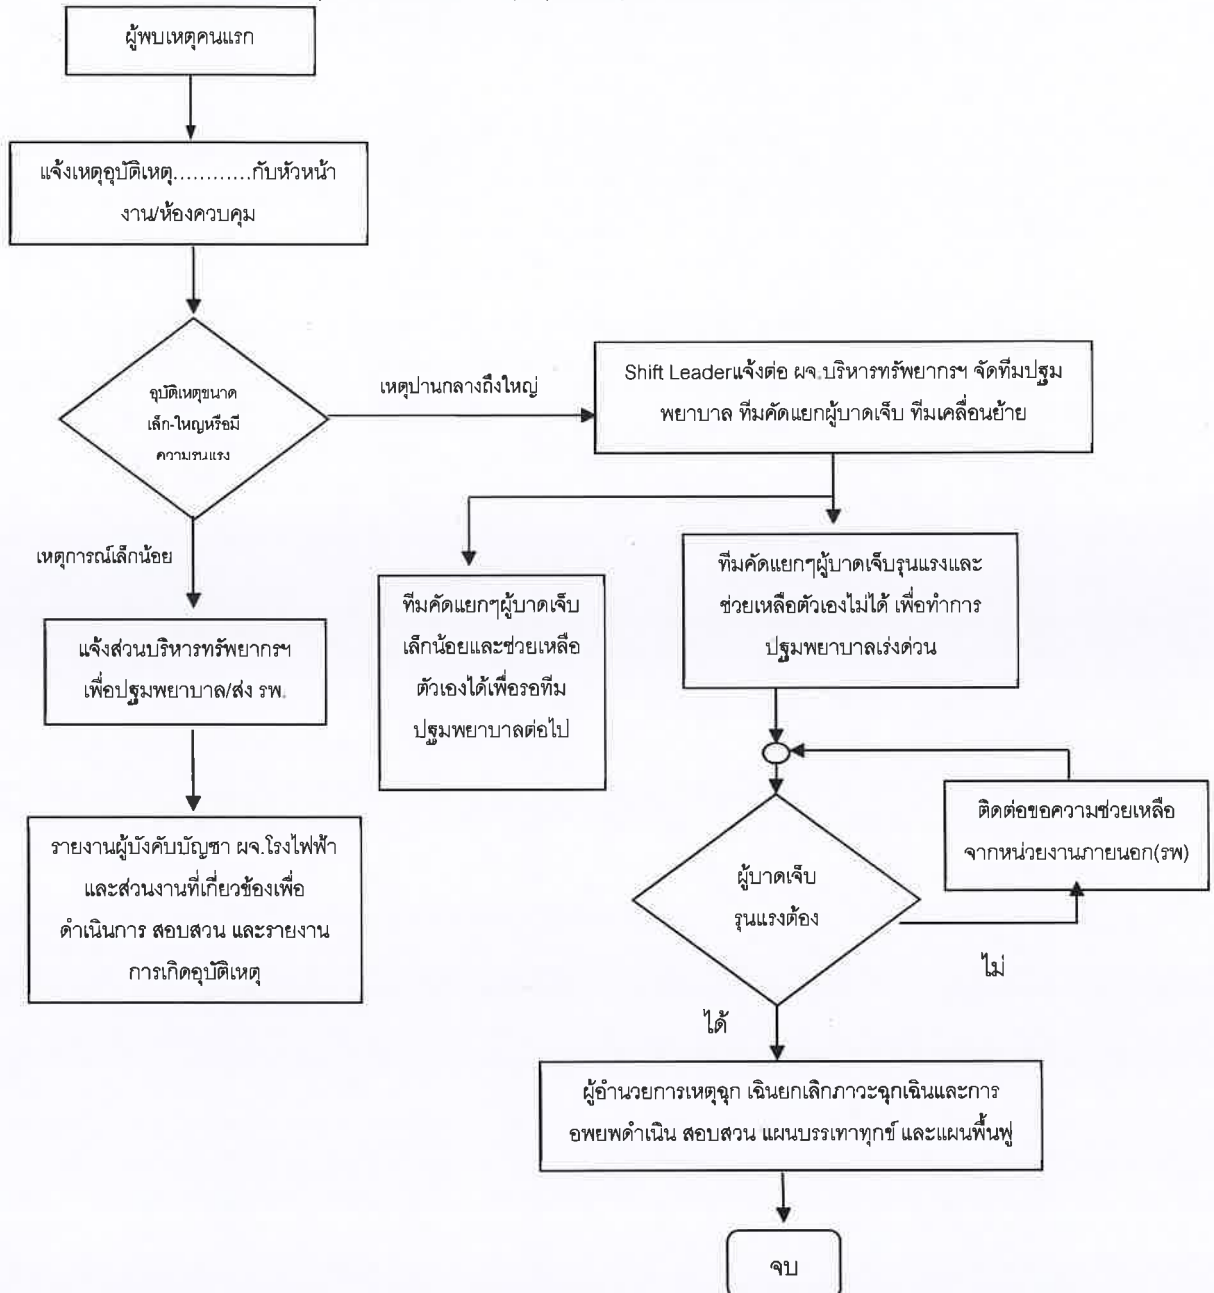 ผู้พบเหตุคนแรก
แจ้งเหตุอุบัติเหตุ............กับหัวหน้า
งาน/ห้องควบคุม
อุบัติเหตุขนาด
เล็ก-ใหญ่หรือมี
ความรุนแรง
เหตุปานกลางถึงใหญ่
Shift Leaderแจ้งต่อ ผจ.บริหารทรัพยากรฯ จัดทีมปฐม
พยาบาล ทีมคัดแยกผู้บาดเจ็บ ทีมเคลื่อนย้าย
เหตุการณ์เล็กน้อย
แจ้งส่วนบริหารทรัพยากรฯ
เพื่อปฐมพยาบาล/ส่ง รพ.
รายงานผู้บังคับบัญชา ผจ.โรงไฟฟ้า
และส่วนงานที่เกี่ยวข้องเพื่อ
ดำเนินการ สอบสวน และรายงาน
การเกิดอุบัติเหตุ
ทีมคัดแยกๆผู้บาดเจ็บ
เล็กน้อยและช่วยเหลือ
ตัวเองได้เพื่อรอทีม
ปฐมพยาบาลต่อไป
ทีมคัดแยกๆผู้บาดเจ็บรุนแรงและ
ช่วยเหลือตัวเองไม่ได้ เพื่อทำการ
ปฐมพยาบาลเร่งด่วน
ติดต่อขอความช่วยเหลือ
จากหน่วยงานภายนอก(รพ)
ผู้บาดเจ็บ
รุนแรงต้อง
ไม่
ได้
ผู้อำนวยการเหตุฉุก เฉินยกเลิกภาวะฉุกเฉินและการ
อพยพดำเนิน สอบสวน แผนบรรเทาทุกข์ และแผนฟื้นฟู
จบ